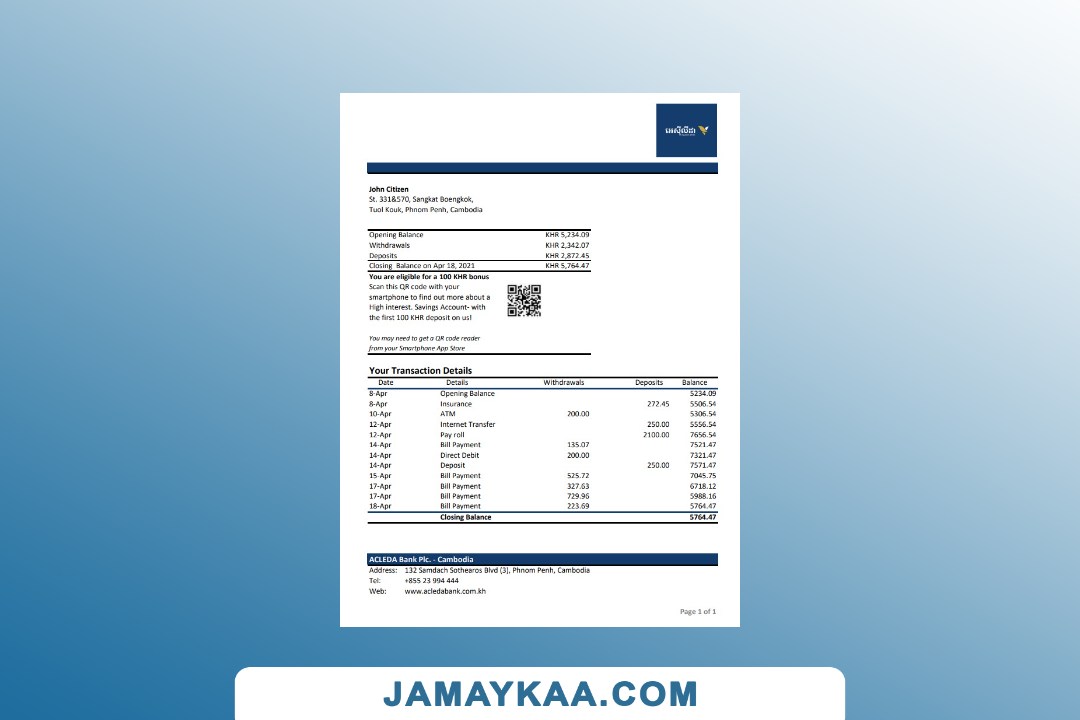 អេស៊ីលីដា
John Citizen
St. 331&570, Sangkat Boengkok,
Tuol Kouk, Phnom Penh, Cambodia
Opening Balance KHR 5,234.09
Withdrawals KHR 2,342.07
Deposits KHR 2,872.45
Closing Balance on Apr 18, 2021 KHR 5,764.47
You are eligible for a 100 KHR bonus
Scan this QR code with your
smartphone to find out more about a
High interest. Savings Account- with
the first 100 KHR deposit on us!
You may need to get a QR code reader
from your Smartphone App Store
Your Transaction Details
Date Details Withdrawals Deposits Balance
8-Apr Opening Balance 5234.09
8-Apr Insurance 272.45 5506.54
10-Apr ATM 200.00 5306.54
12-Apr Internet Transfer 250.00 5556.54
12-Apr Pay roll 2100.00 7656.54
14-Apr Bill Payment 135.07 7521.47
14-Apr Direct Debit 200.00 7321.47
14-Apr Deposit 250.00 7571.47
15-Apr Bill Payment 525.72 7045.75
17-Apr Bill Payment 327.63 6718.12
17-Apr Bill Payment 729.96 5988.16
18-Apr Bill Payment 223.69 5764.47
Closing Balance 5764.47
ACLEDA Bank Plc. - Cambodia
Address: 132 Samdach Sothearos Blvd (3), Phnom Penh, Cambodia
Tel: +855 23 994 444
Web: www.acledabank.com.kh
Page 1 of 1
JAMAYKAA.COM